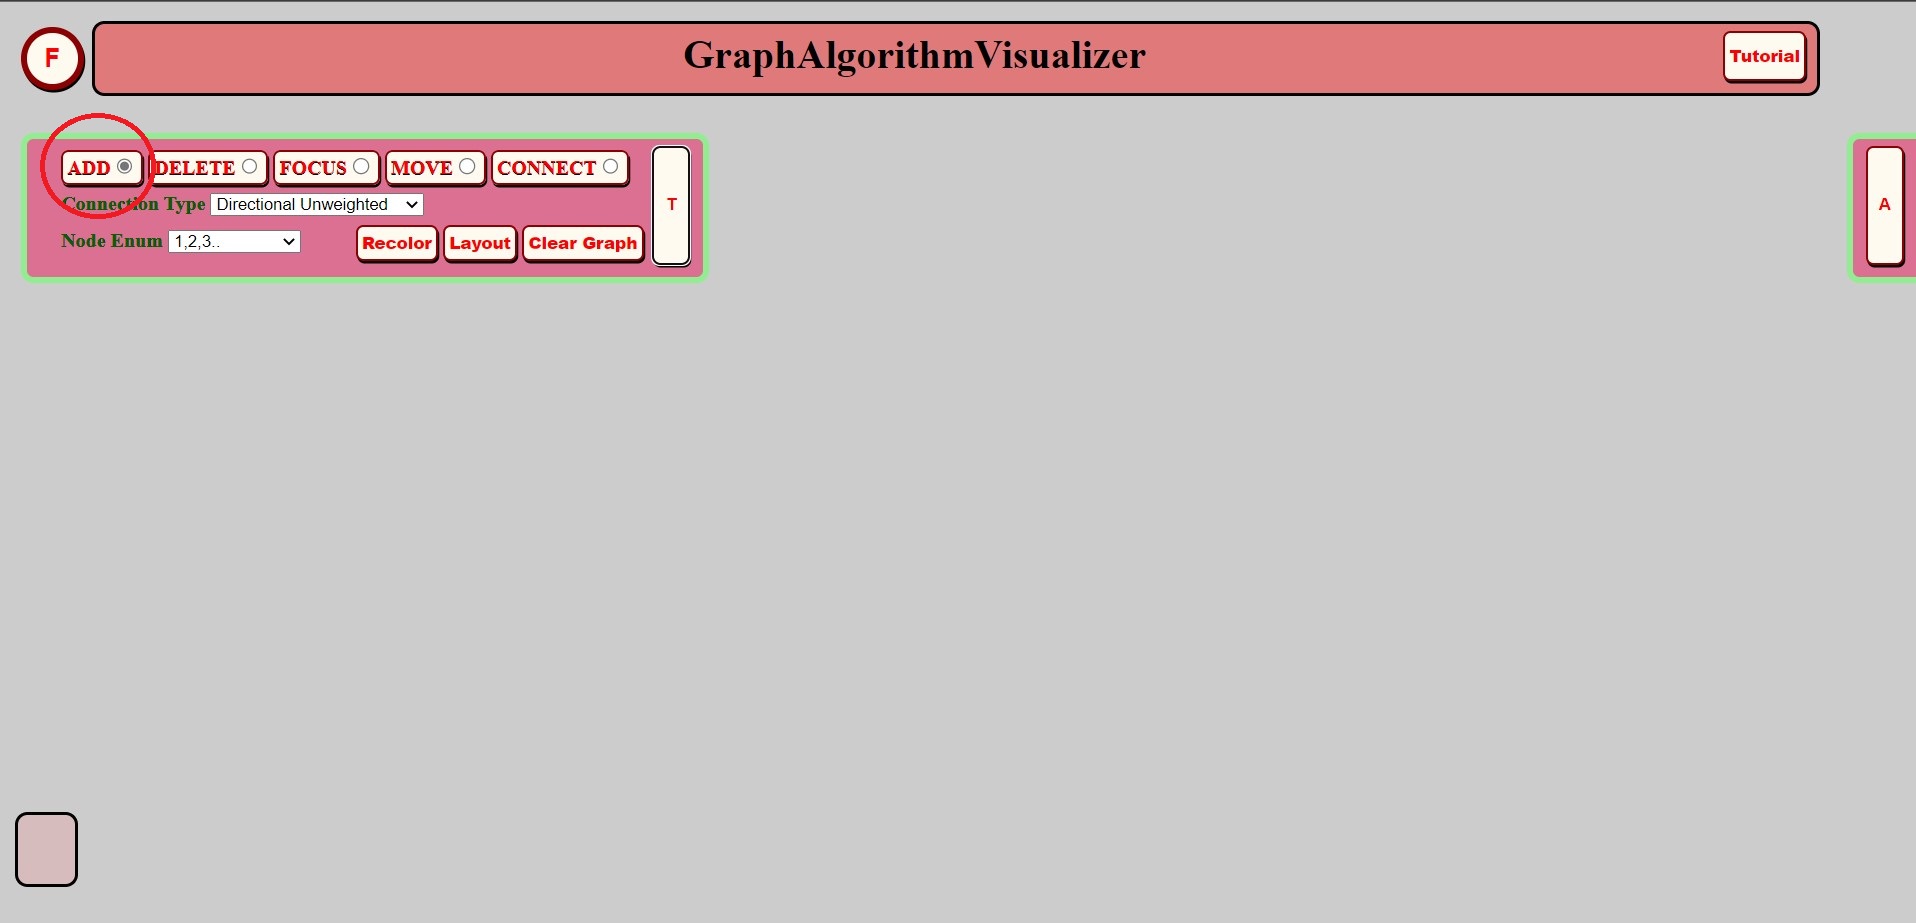 F
GraphAlgorithmVisualizer
Tutorial
ADD DELETE FOCUS MOVE CONNECT
Connection Type Directional Unweighted
T
A
Node Enum 1,2,3.. Recolor Layout Clear Graph